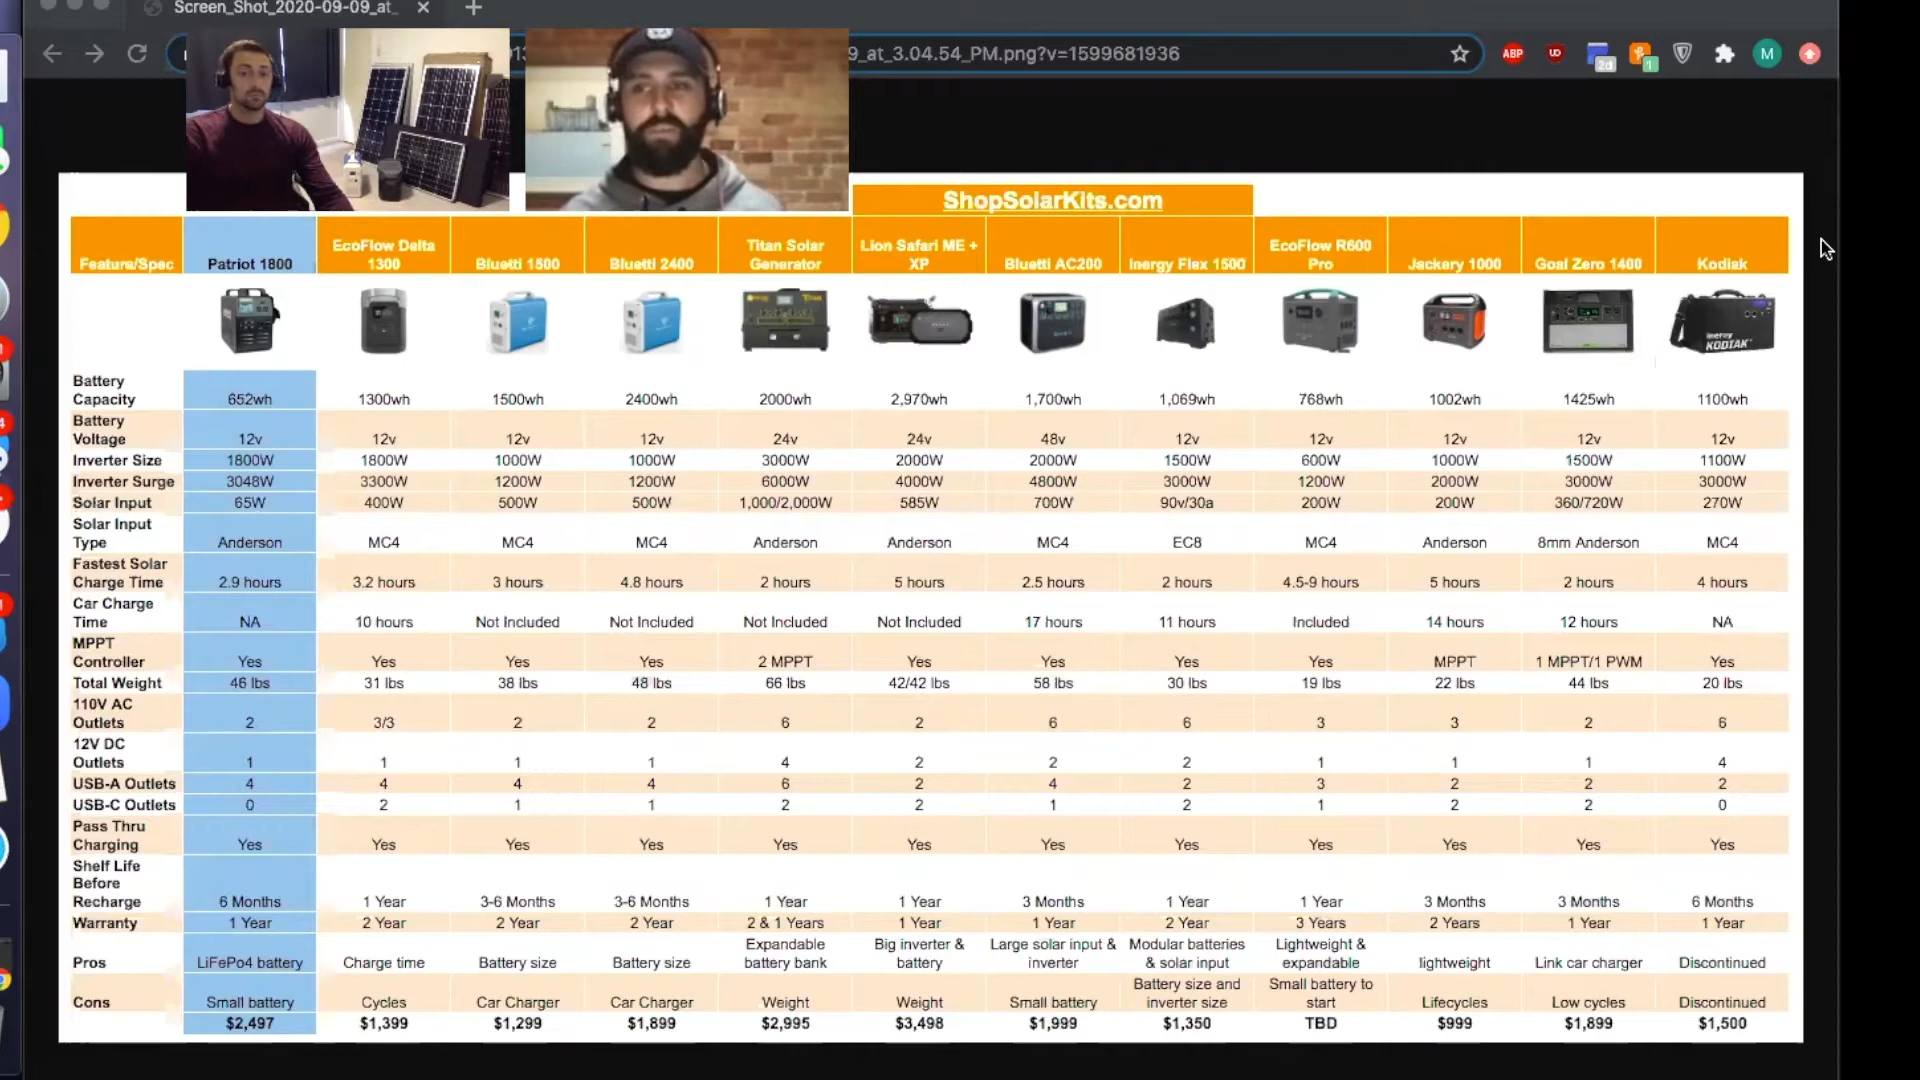 Screen_Shot_2020-09-09_at_
9_at_3.04.54_PM.png?v=1599681936
ABP
UD
2d
1
M
ShopSolarKits.com
Feature/Spec Patriot 1800 EcoFlow Delta 1300 Bluetti 1500 Bluetti 2400 Titan Solar Generator Lion Safari ME + XP Bluetti AC200 Inergy Flex 1500 EcoFlow R600 Pro Jackery 1000 Goal Zero 1400 Kodiak
KODIAK
Battery Capacity 652wh 1300wh 1500wh 2400wh 2000wh 2,970wh 1,700wh 1,069wh 768wh 1002wh 1425wh 1100wh
Battery Voltage 12v 12v 12v 12v 24v 24v 48v 12v 12v 12v 12v 12v
Inverter Size 1800W 1800W 1000W 1000W 3000W 2000W 2000W 1500W 600W 1000W 1500W 1100W
Inverter Surge 3048W 3300W 1200W 1200W 6000W 4000W 4800W 3000W 1200W 2000W 3000W 3000W
Solar Input 65W 400W 500W 500W 1,000/2,000W 585W 700W 90v/30a 200W 200W 360/720W 270W
Solar Input Type Anderson MC4 MC4 MC4 Anderson Anderson MC4 EC8 MC4 Anderson 8mm Anderson MC4
Fastest Solar Charge Time 2.9 hours 3.2 hours 3 hours 4.8 hours 2 hours 5 hours 2.5 hours 2 hours 4.5-9 hours 5 hours 2 hours 4 hours
Car Charge Time NA 10 hours Not Included Not Included Not Included Not Included 17 hours 11 hours Included 14 hours 12 hours NA
MPPT Controller Yes Yes Yes Yes 2 MPPT Yes Yes Yes Yes MPPT 1 MPPT/1 PWM Yes
Total Weight 46 lbs 31 lbs 38 lbs 48 lbs 66 lbs 42/42 lbs 58 lbs 30 lbs 19 lbs 22 lbs 44 lbs 20 lbs
110V AC Outlets 2 3/3 2 2 6 2 6 6 3 3 2 6
12V DC Outlets 1 1 1 1 4 2 2 2 1 1 1 4
USB-A Outlets 4 4 4 4 6 2 4 2 3 2 2 2
USB-C Outlets 0 2 1 1 2 2 1 2 1 2 2 0
Pass Thru Charging Yes Yes Yes Yes Yes Yes Yes Yes Yes Yes Yes Yes
Shelf Life Before Recharge 6 Months 1 Year 3-6 Months 3-6 Months 1 Year 1 Year 3 Months 1 Year 1 Year 3 Months 3 Months 6 Months
Warranty 1 Year 2 Year 2 Year 2 Year 2 & 1 Years 1 Year 1 Year 2 Year 3 Years 2 Years 1 Year 1 Year
Pros LiFePo4 battery Charge time Battery size Battery size Expandable battery bank Big inverter & battery Large solar input & inverter Modular batteries & solar input Lightweight & expandable lightweight Link car charger Discontinued
Cons Small battery Cycles Car Charger Car Charger Weight Weight Small battery Battery size and inverter size Small battery to start Lifecycles Low cycles Discontinued
$2,497 $1,399 $1,299 $1,899 $2,995 $3,498 $1,999 $1,350 TBD $999 $1,899 $1,500